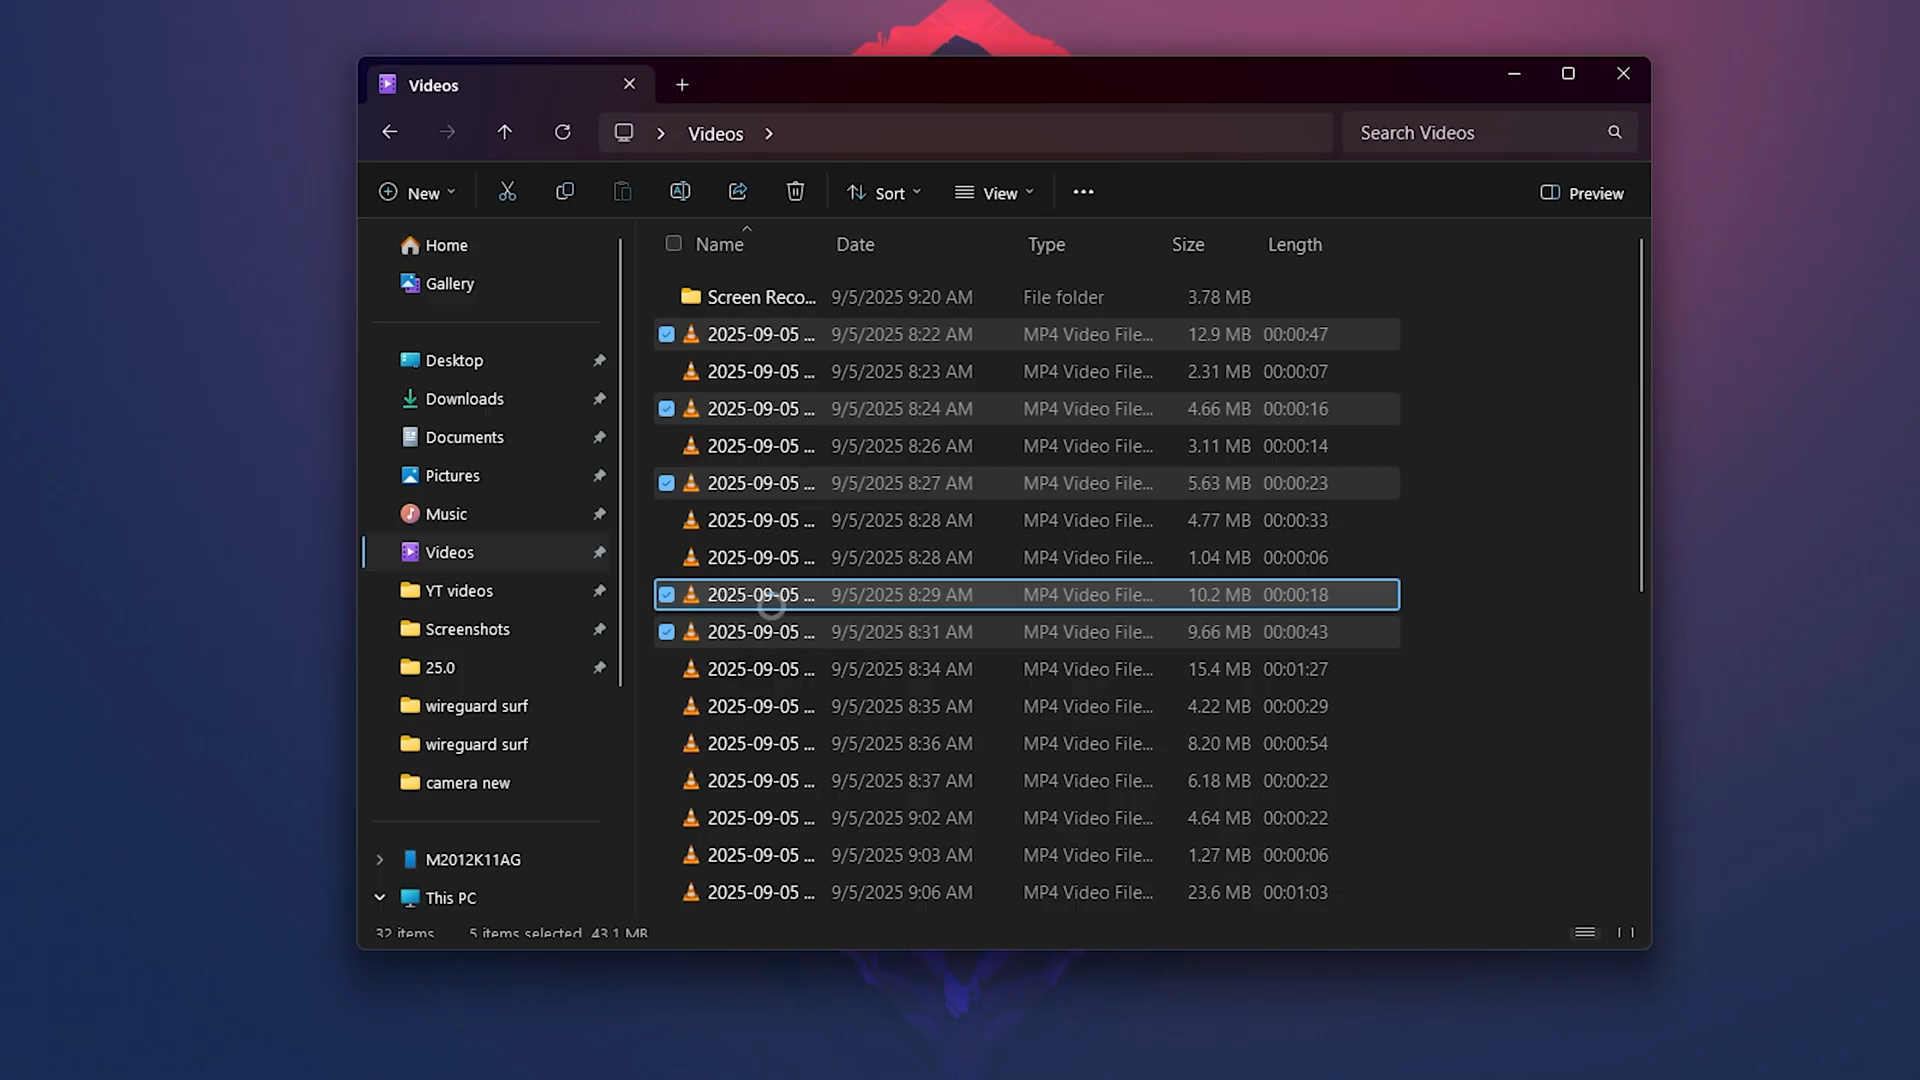 Videos
Videos
Search Videos
New
Sort
View
Preview
Home
Gallery
Desktop
Downloads
Documents
Pictures
Music
Videos
YT videos
Screenshots
25.0
wireguard surf
wireguard surf
camera new
M2012K11AG
This PC
Name Date Type Size Length
Screen Reco... 9/5/2025 9:20 AM File folder 3.78 MB
2025-09-05 ... 9/5/2025 8:22 AM MP4 Video File... 12.9 MB 00:00:47
2025-09-05 ... 9/5/2025 8:23 AM MP4 Video File... 2.31 MB 00:00:07
2025-09-05 ... 9/5/2025 8:24 AM MP4 Video File... 4.66 MB 00:00:16
2025-09-05 ... 9/5/2025 8:26 AM MP4 Video File... 3.11 MB 00:00:14
2025-09-05 ... 9/5/2025 8:27 AM MP4 Video File... 5.63 MB 00:00:23
2025-09-05 ... 9/5/2025 8:28 AM MP4 Video File... 4.77 MB 00:00:33
2025-09-05 ... 9/5/2025 8:28 AM MP4 Video File... 1.04 MB 00:00:06
2025-09-05 ... 9/5/2025 8:29 AM MP4 Video File... 10.2 MB 00:00:18
2025-09-05 ... 9/5/2025 8:31 AM MP4 Video File... 9.66 MB 00:00:43
2025-09-05 ... 9/5/2025 8:34 AM MP4 Video File... 15.4 MB 00:01:27
2025-09-05 ... 9/5/2025 8:35 AM MP4 Video File... 4.22 MB 00:00:29
2025-09-05 ... 9/5/2025 8:36 AM MP4 Video File... 8.20 MB 00:00:54
2025-09-05 ... 9/5/2025 8:37 AM MP4 Video File... 6.18 MB 00:00:22
2025-09-05 ... 9/5/2025 9:02 AM MP4 Video File... 4.64 MB 00:00:22
2025-09-05 ... 9/5/2025 9:03 AM MP4 Video File... 1.27 MB 00:00:06
2025-09-05 ... 9/5/2025 9:06 AM MP4 Video File... 23.6 MB 00:01:03
32 items 5 items selected 43.1 MB